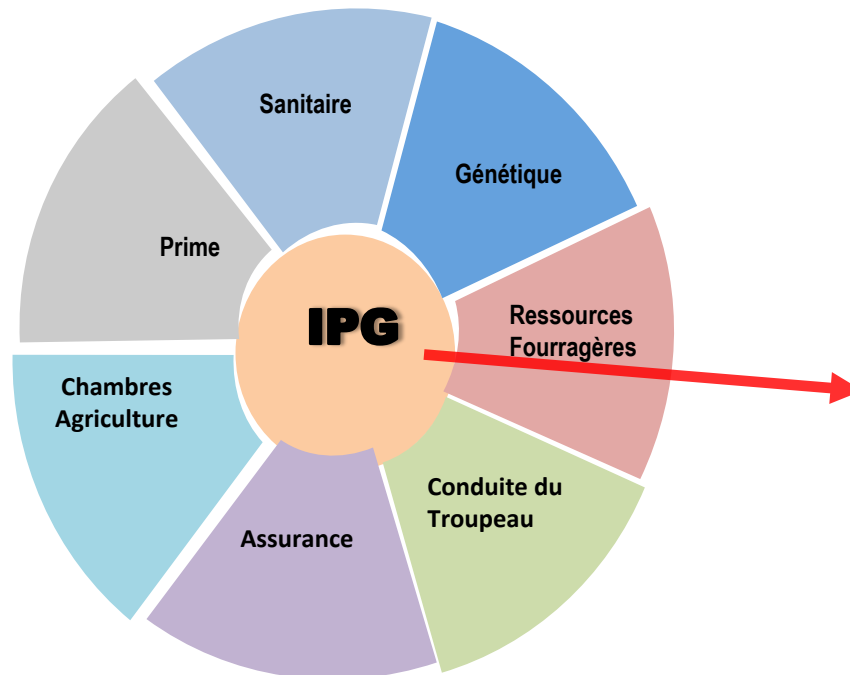 Sanitaire
Génétique
Prime
IPG
Ressources
Fourragères
Chambres
Agriculture
Conduite du
Troupeau
Assurance